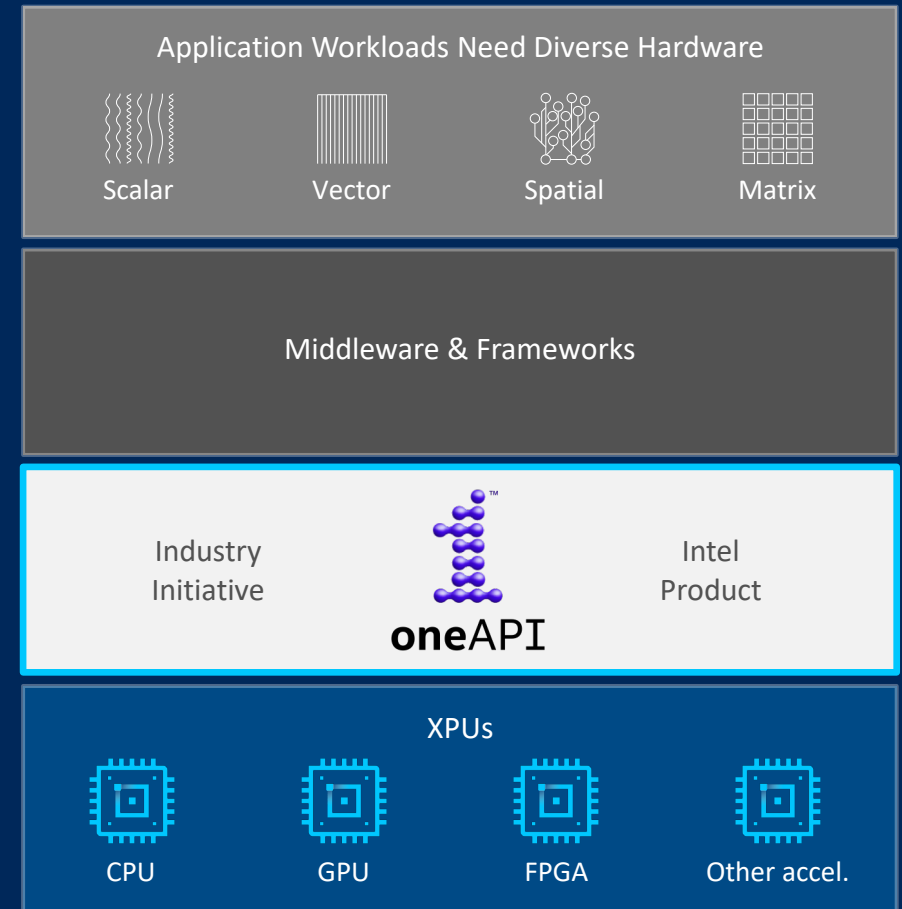 Application Workloads Need Diverse Hardware
Scalar
Vector
Spatial
Matrix
Middleware & Frameworks
Industry
Initiative
™
oneAPI
Intel
Product
XPUs
CPU
GPU
FPGA
Other accel.